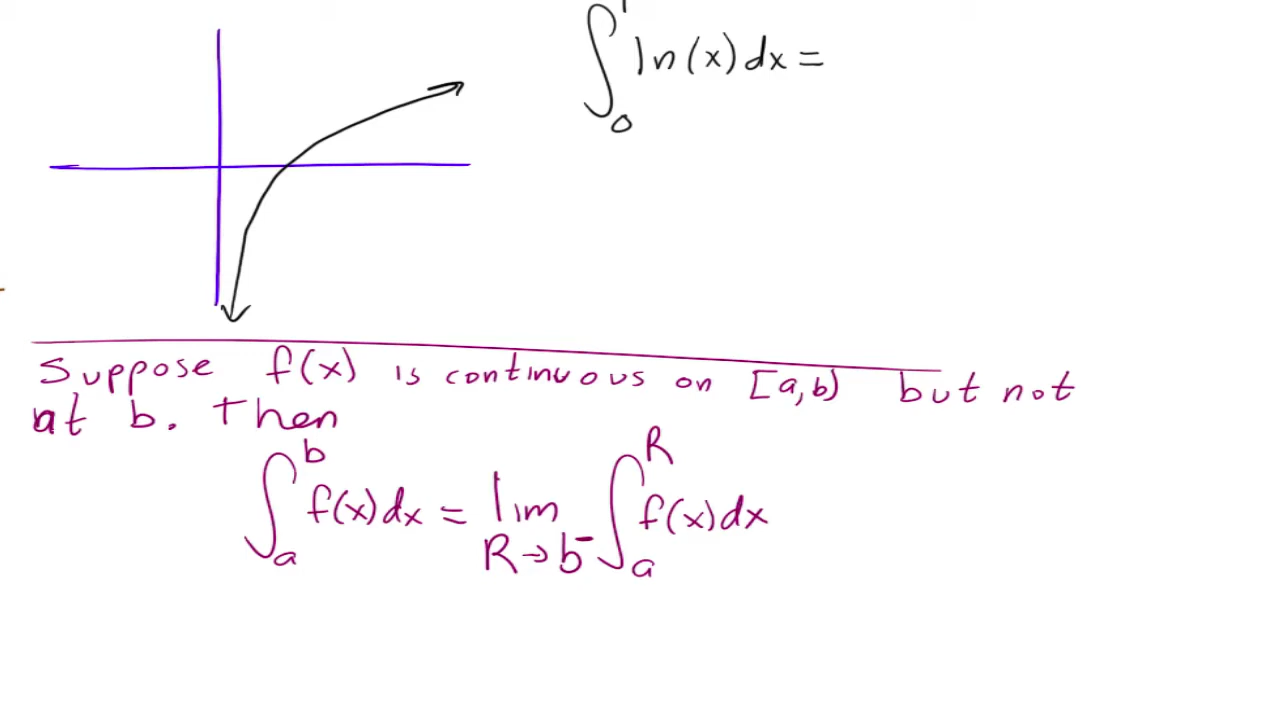 ∫₀¹ ln(x)dx =
Suppose f(x) is continuous on [a,b) but not
at b. Then
∫ₐᵇ f(x)dx = lim R→b⁻ ∫ₐᴿ f(x)dx